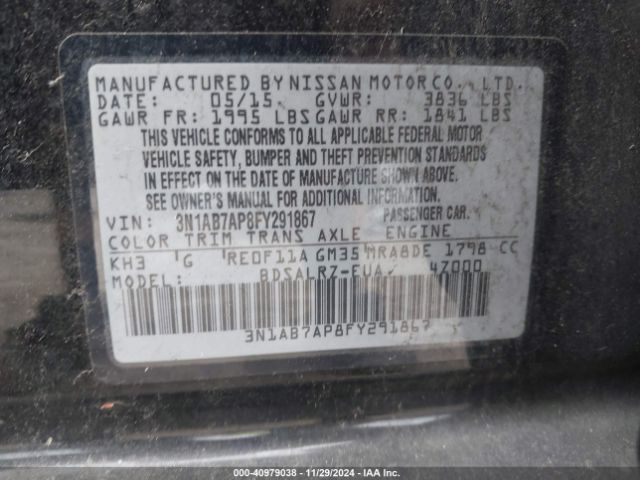 MANUFACTURED BY NISSAN MOTOR CO., LTD.
DATE: 05/15 GVWR: 3836 LBS
GAWR FR: 1995 LBS GAWR RR: 1841 LBS
THIS VEHICLE CONFORMS TO ALL APPLICABLE FEDERAL MOTOR
VEHICLE SAFETY, BUMPER AND THEFT PREVENTION STANDARDS
IN EFFECT ON THE DATE OF MANUFACTURE SHOWN ABOVE.
SEE OWNER'S MANUAL FOR ADDITIONAL INFORMATION.
VIN: 3N1AB7AP8FY291867 PASSENGER CAR.
COLOR TRIM TRANS AXLE ENGINE
KH3 G RE0F11A GM35 MRA8DE 1798 CC
MODEL: BDSALRZ-EUA 4Z000
3N1AB7AP8FY291867
000-40979038 - 11/29/2024 - IAAI.com